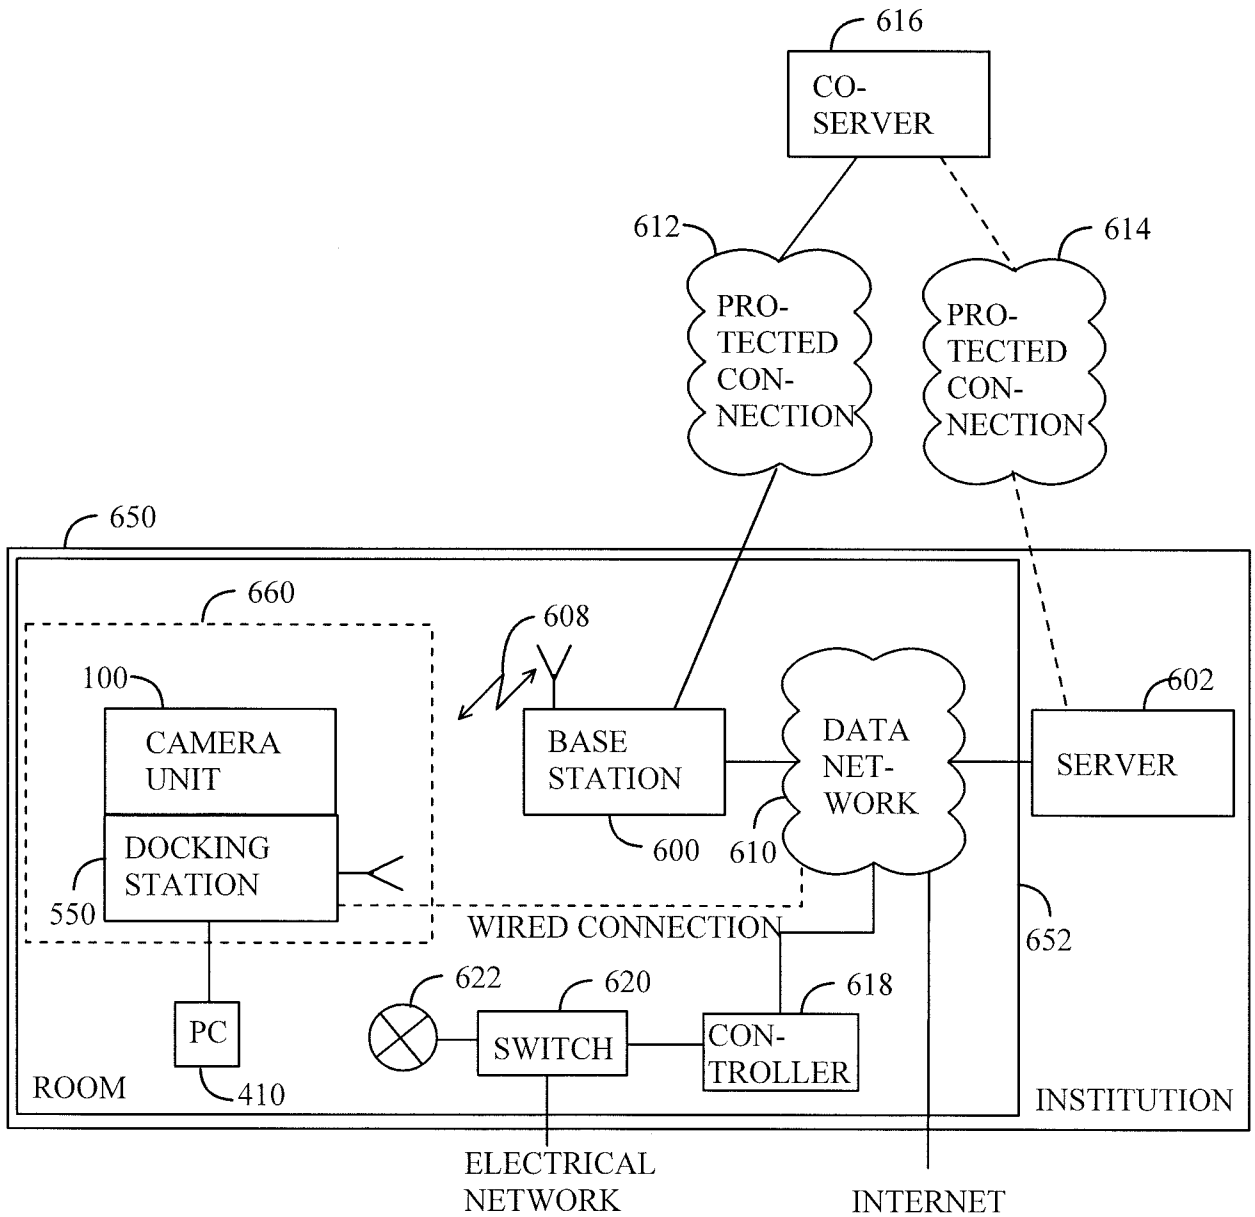 616
CO-
SERVER
612
614
PRO-
TECTED
CON-
NECTION
PRO-
TECTED
CON-
NECTION
650
660
608
100
602
CAMERA
UNIT
BASE
STATION
DATA
NET-
WORK
SERVER
DOCKING
STATION
600
610
550
WIRED CONNECTION
652
622
620
618
PC
SWITCH
CON-
TROLLER
410
ROOM
INSTITUTION
ELECTRICAL
NETWORK
INTERNET